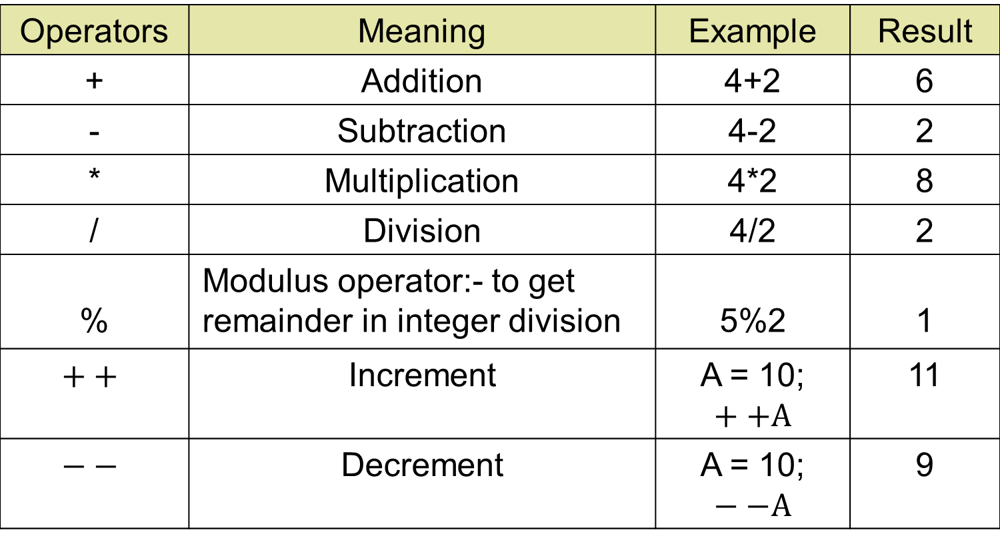 Operators Meaning Example Result
+ Addition 4+2 6
- Subtraction 4-2 2
* Multiplication 4*2 8
/ Division 4/2 2
Modulus operator:- to get
% remainder in integer division 5%2 1
+ + Increment A = 10; 11
+ +A
− − Decrement A = 10; 9
− −A